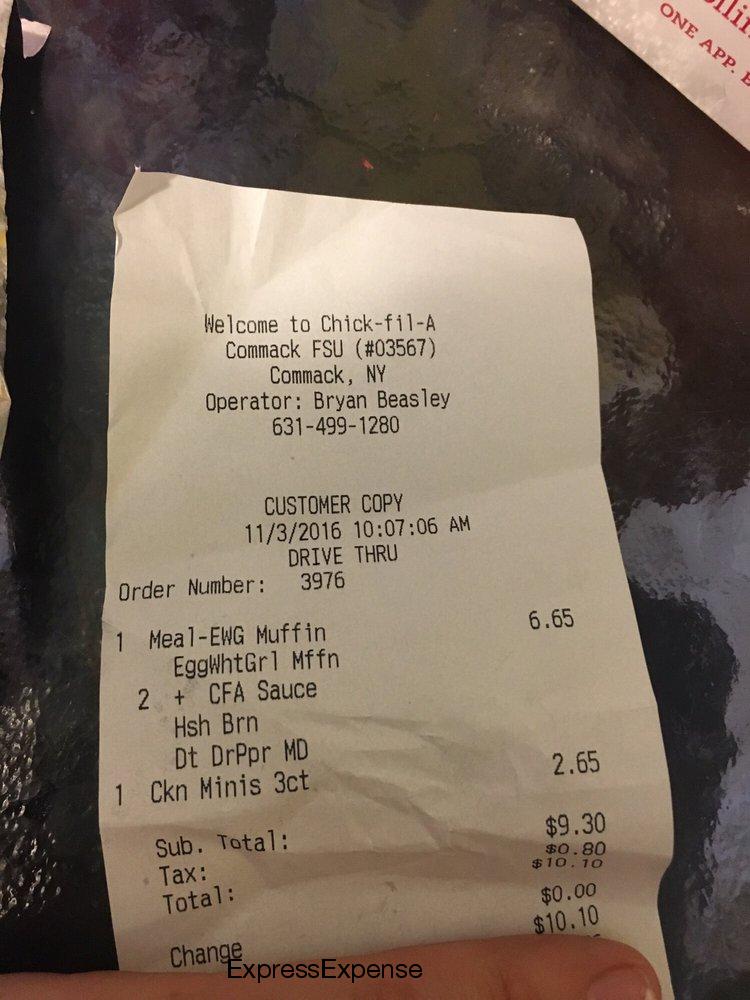 ONE APP.
Welcome to Chick-fil-A
Commack FSU (#03567)
Commack, NY
Operator: Bryan Beasley
631-499-1280
CUSTOMER COPY
11/3/2016 10:07:06 AM
DRIVE THRU
Order Number: 3976
1 Meal-EWG Muffin 6.65
EggWhtGrl Mffn
2 + CFA Sauce
Hsh Brn
Dt DrPpr MD
1 Ckn Minis 3ct 2.65
Sub. Total: $9.30
Tax: $0.80
Total: $10.10
Change $0.00
$10.10
ExpressExpense